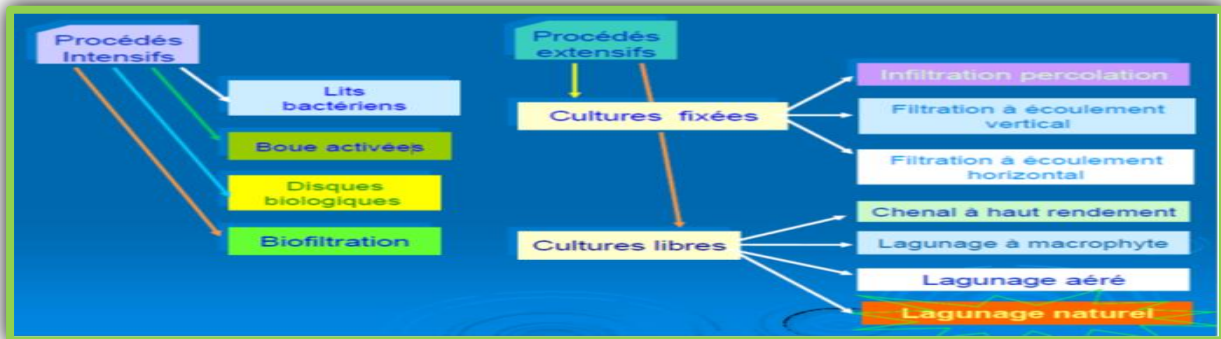 Procédés
Intensifs
Lits
bactériens
Boue activées
Disques
biologiques
Biofiltration
Procédés
extensifs
Cultures fixées
Infiltration percolation
Filtration à écoulement
vertical
Filtration à écoulement
horizontal
Cultures libres
Chenal à haut rendement
Lagunage à macrophyte
Lagunage aéré
Lagunage naturel